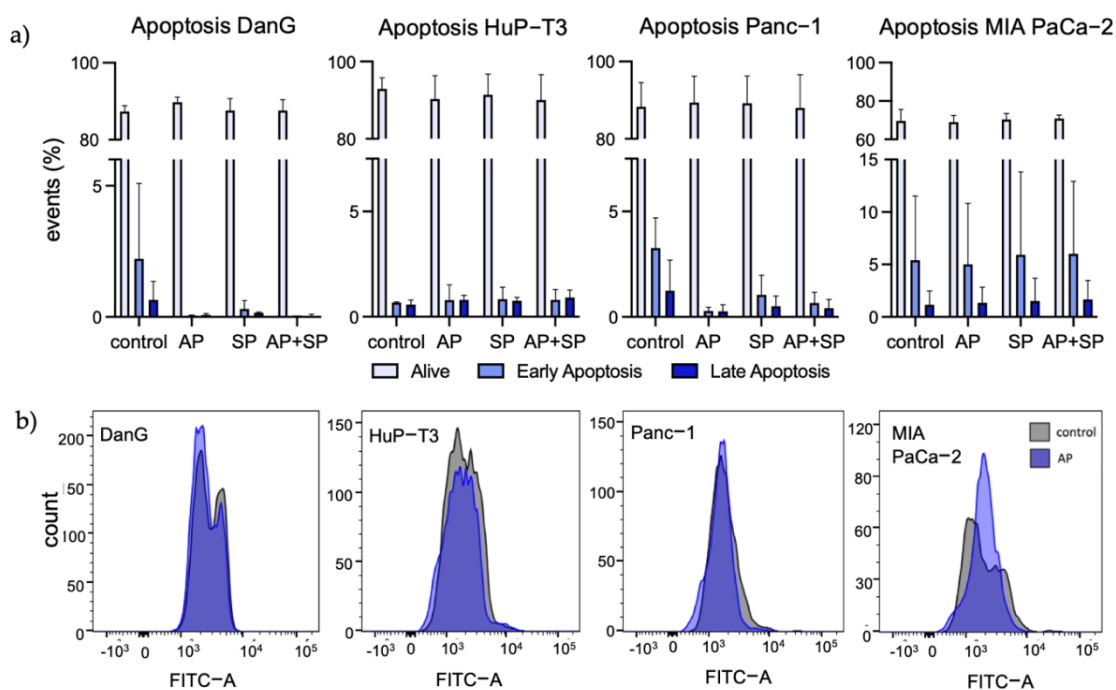 a)
Apoptosis DanG
Apoptosis HuP-T3
Apoptosis Panc-1
Apoptosis MIA PaCa-2
events (%)
100
80
5
0
control AP SP AP+SP
100
80
5
0
control AP SP AP+SP
100
80
5
0
control AP SP AP+SP
100
80
60
15
10
5
0
control AP SP AP+SP
Alive Early Apoptosis Late Apoptosis
b)
count
DanG
200
150
100
50
0
-10³ 0 10³ 10⁴ 10⁵
FITC-A
HuP-T3
150
100
50
0
-10³ 0 10³ 10⁴ 10⁵
FITC-A
Panc-1
150
100
50
0
-10³ 0 10³ 10⁴ 10⁵
FITC-A
MIA
PaCa-2
control
AP
120
90
60
30
0
-10³ 0 10³ 10⁴ 10⁵
FITC-A